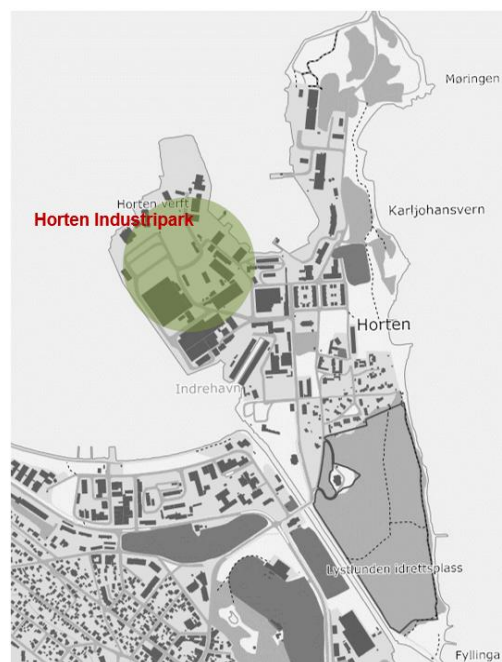 Møringen
Horten verft
Horten Industripark
Karljohansvern
Horten
Indrehavn
Lystlunden idrettsplass
Fyllinga